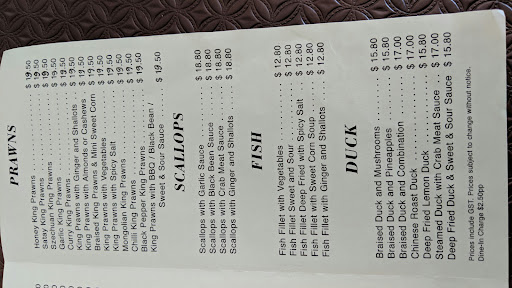 PRAWNS
Honey King Prawns $ 19.50
Satay King Prawns $ 19.50
Szechuan King Prawns $ 19.50
Garlic King Prawns $ 19.50
Curry King Prawns $ 19.50
King Prawns with Ginger and Shallots $ 19.50
King Prawns with Almonds or Cashews $ 19.50
Braised King Prawns & Mini Sweet Corn $ 19.50
King Prawns with Vegetables $ 19.50
King Prawns with Spicy Salt $ 19.50
Mongolian King Prawns $ 19.50
Chilli King Prawns $ 19.50
Black Pepper King Prawns $ 19.50
King Prawns with BBQ / Black Bean /
Sweet & Sour Sauce $ 19.50
SCALLOPS
Scallops with Garlic Sauce $ 18.80
Scallops with Black Bean Sauce $ 18.80
Scallops with Crab Meat Sauce $ 18.80
Scallops with Ginger and Shallots $ 18.80
FISH
Fish Fillet with Vegetables $ 12.80
Fish Fillet Sweet and Sour $ 12.80
Fish Fillet Deep Fried with Spicy Salt $ 12.80
Fish Fillet with Sweet Corn Soup $ 12.80
Fish Fillet with Ginger and Shallots $ 12.80
DUCK
Braised Duck and Mushrooms $ 15.80
Braised Duck and Pineapples $ 15.80
Braised Duck and Combination $ 17.00
Chinese Roast Duck $ 17.00
Deep Fried Lemon Duck $ 15.80
Steamed Duck with Crab Meat Sauce $ 17.00
Deep Fried Duck & Sweet & Sour Sauce $ 15.80
Prices include GST. Prices subject to change without notice.
Dine-In Charge $2.50pp